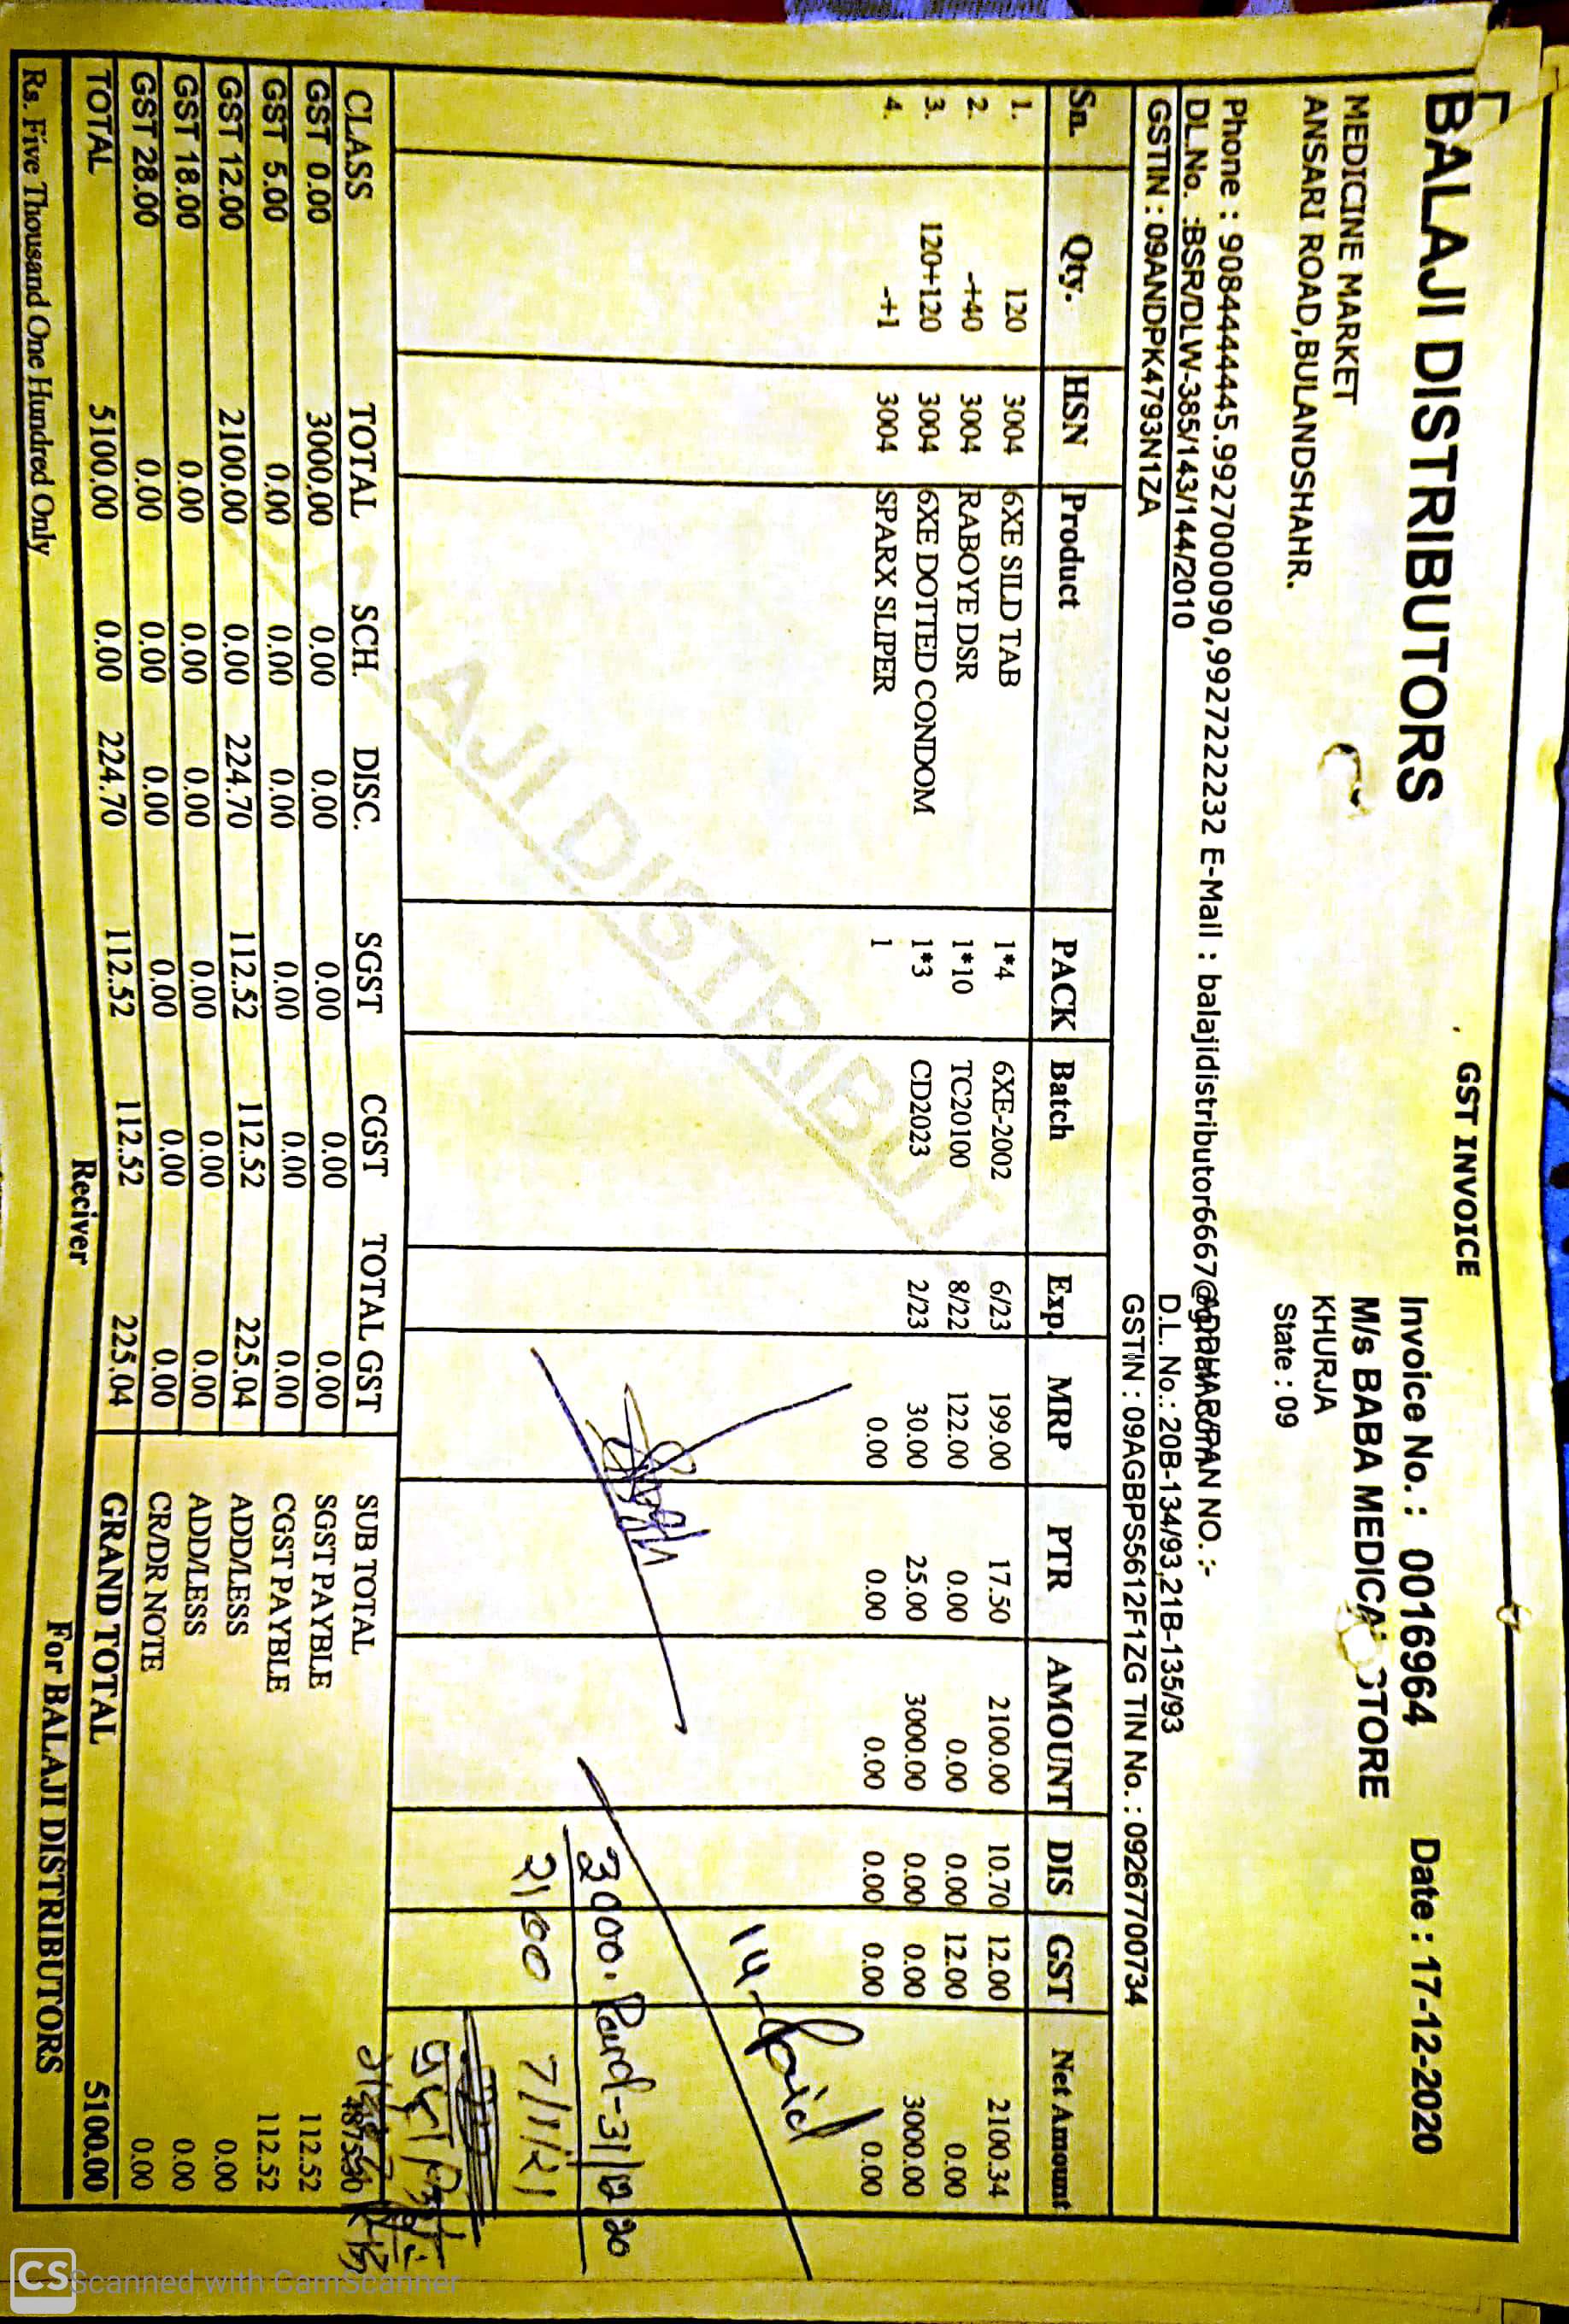 GST INVOICE
BALAJI DISTRIBUTORS
Invoice No. : 0016964 Date : 17-12-2020
MEDICINE MARKET
M/s BABA MEDICAL STORE
ANSARI ROAD,BULANDSHAHR.
KHURJA
State : 09
Phone : 9084444445.9927000090,9927222232 E-Mail : balajidistributor6667@
ADDHAR/PAN NO. :-
DL.No. :BSR/DLW-385/143/144/2010
D.L. No.: 20B-134/93,21B-135/93
GSTIN : 09ANDPK4793N1ZA
GSTIN : 09AGBPS5612F1ZG TIN No. : 09267700734
Sn. Qty. HSN Product PACK Batch Exp. MRP PTR AMOUNT DIS GST Net Amount
1. 120 3004 6XE SILD TAB 1*4 6XE-2002 6/23 199.00 17.50 2100.00 10.70 12.00 2100.34
2. -+40 3004 RABOYE DSR 1*10 TC20100 8/22 122.00 0.00 0.00 0.00 12.00 0.00
3. 120+120 3004 6XE DOTTED CONDOM 1*3 CD2023 2/23 30.00 25.00 3000.00 0.00 0.00 3000.00
4. -+1 3004 SPARX SLIPER 1 0.00 0.00 0.00 0.00 0.00 0.00
3000. Paid-31/12/20
2100 7/1/21
CLASS TOTAL SCH. DISC. SGST CGST TOTAL GST
GST 0.00 3000.00 0.00 0.00 0.00 0.00 0.00
GST 5.00 0.00 0.00 0.00 0.00 0.00 0.00
GST 12.00 2100.00 0.00 224.70 112.52 112.52 225.04
GST 18.00 0.00 0.00 0.00 0.00 0.00 0.00
GST 28.00 0.00 0.00 0.00 0.00 0.00 0.00
TOTAL 5100.00 0.00 224.70 112.52 112.52 225.04
SUB TOTAL
SGST PAYBLE 112.52
CGST PAYBLE 112.52
ADD/LESS 0.00
ADD/LESS 0.00
CR/DR NOTE 0.00
GRAND TOTAL 5100.00
Rs. Five Thousand One Hundred Only
Reciver
For BALAJI DISTRIBUTORS
CS Scanned with CamScanner